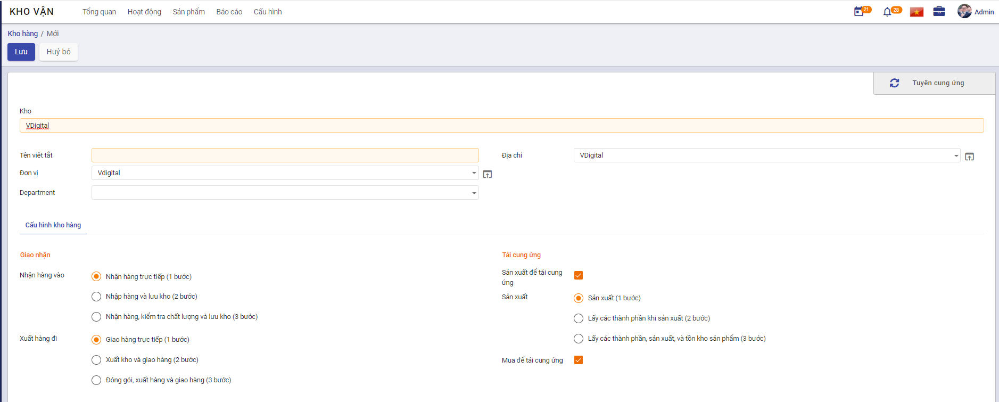 KHO VẬN Tổng quan Hoạt động Sản phẩm Báo cáo Cấu hình 21 28 Admin
Kho hàng / Mới
Lưu Huỷ bỏ
Tuyến cung ứng
Kho
VDigital
Tên viêt tắt
Địa chỉ VDigital
Đơn vị Vdigital
Department
Cấu hình kho hàng
Giao nhận
Nhận hàng vào
Nhận hàng trực tiếp (1 bước)
Nhập hàng và lưu kho (2 bước)
Nhận hàng, kiểm tra chất lượng và lưu kho (3 bước)
Xuất hàng đi
Giao hàng trực tiếp (1 bước)
Xuất kho và giao hàng (2 bước)
Đóng gói, xuất hàng và giao hàng (3 bước)
Tái cung ứng
Sản xuất để tái cung
ứng
Sản xuất
Sản xuất (1 bước)
Lấy các thành phần khi sản xuất (2 bước)
Lấy các thành phần, sản xuất, và tồn kho sản phẩm (3 bước)
Mua để tái cung ứng